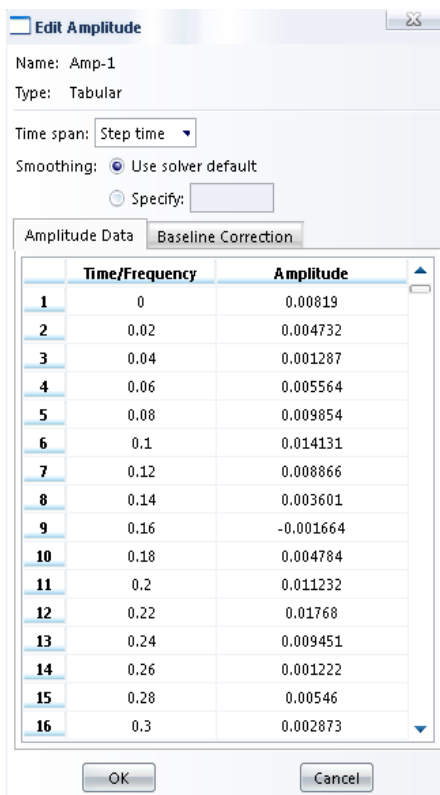 Edit Amplitude
Name: Amp-1
Type: Tabular
Time span: Step time
Smoothing: Use solver default
Specify:
Amplitude Data Baseline Correction
Time/Frequency Amplitude
1 0 0.00819
2 0.02 0.004732
3 0.04 0.001287
4 0.06 0.005564
5 0.08 0.009854
6 0.1 0.014131
7 0.12 0.008866
8 0.14 0.003601
9 0.16 -0.001664
10 0.18 0.004784
11 0.2 0.011232
12 0.22 0.01768
13 0.24 0.009451
14 0.26 0.001222
15 0.28 0.00546
16 0.3 0.002873
OK Cancel